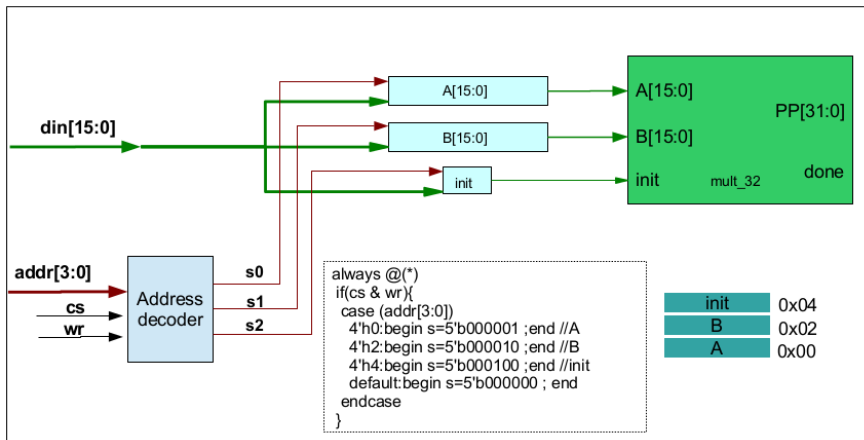 din[15:0]
A[15:0]
B[15:0]
init
A[15:0]
B[15:0]
init
PP[31:0]
mult_32
done
addr[3:0]
cs
wr
Address
decoder
s0
s1
s2
always @(*)
if(cs & wr){
case (addr[3:0])
4'h0:begin s=5'b000001 ;end //A
4'h2:begin s=5'b000010 ;end //B
4'h4:begin s=5'b000100 ;end //init
default:begin s=5'b000000 ; end
endcase
}
init 0x04
B 0x02
A 0x00